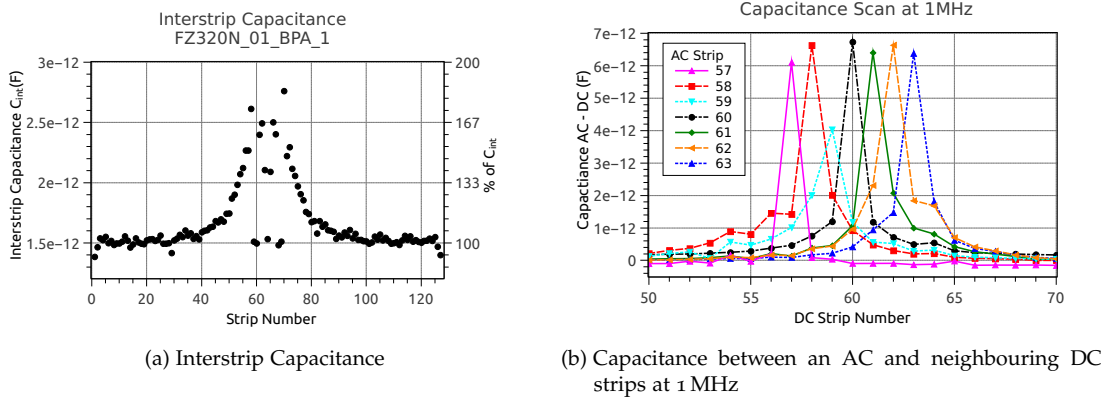 Interstrip Capacitance
FZ320N_01_BPA_1
3e−12
2.5e−12
2e−12
1.5e−12
200
167
133
100
0
20
40
60
80
100
120
Interstrip Capacitance Cint(F)
% of Cint
Strip Number
(a) Interstrip Capacitance
Capacitance Scan at 1MHz
7e−12
6e−12
5e−12
4e−12
3e−12
2e−12
1e−12
0
50
55
60
65
70
Capactiance AC - DC (F)
DC Strip Number
AC Strip
57
58
59
60
61
62
63
(b) Capacitance between an AC and neighbouring DC
strips at 1 MHz